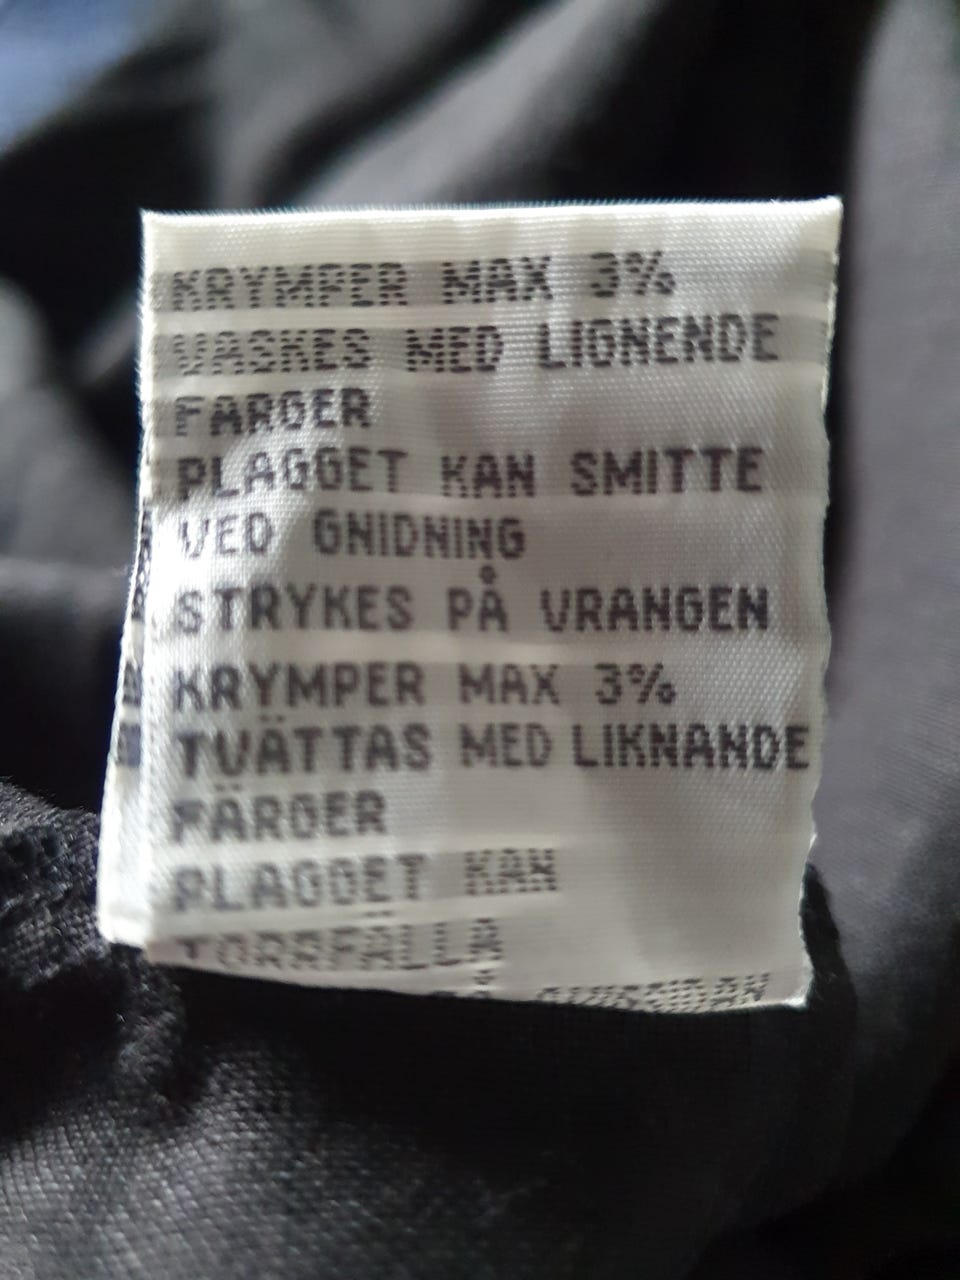 KRYMPER MAX 3%
VASKES MED LIGNENDE
FARGER
PLAGGET KAN SMITTE
VED GNIDNING
STRYKES PÅ VRANGEN
KRYMPER MAX 3%
TVÄTTAS MED LIKNANDE
FÄRGER
PLAGGET KAN
TORRFÄLLA